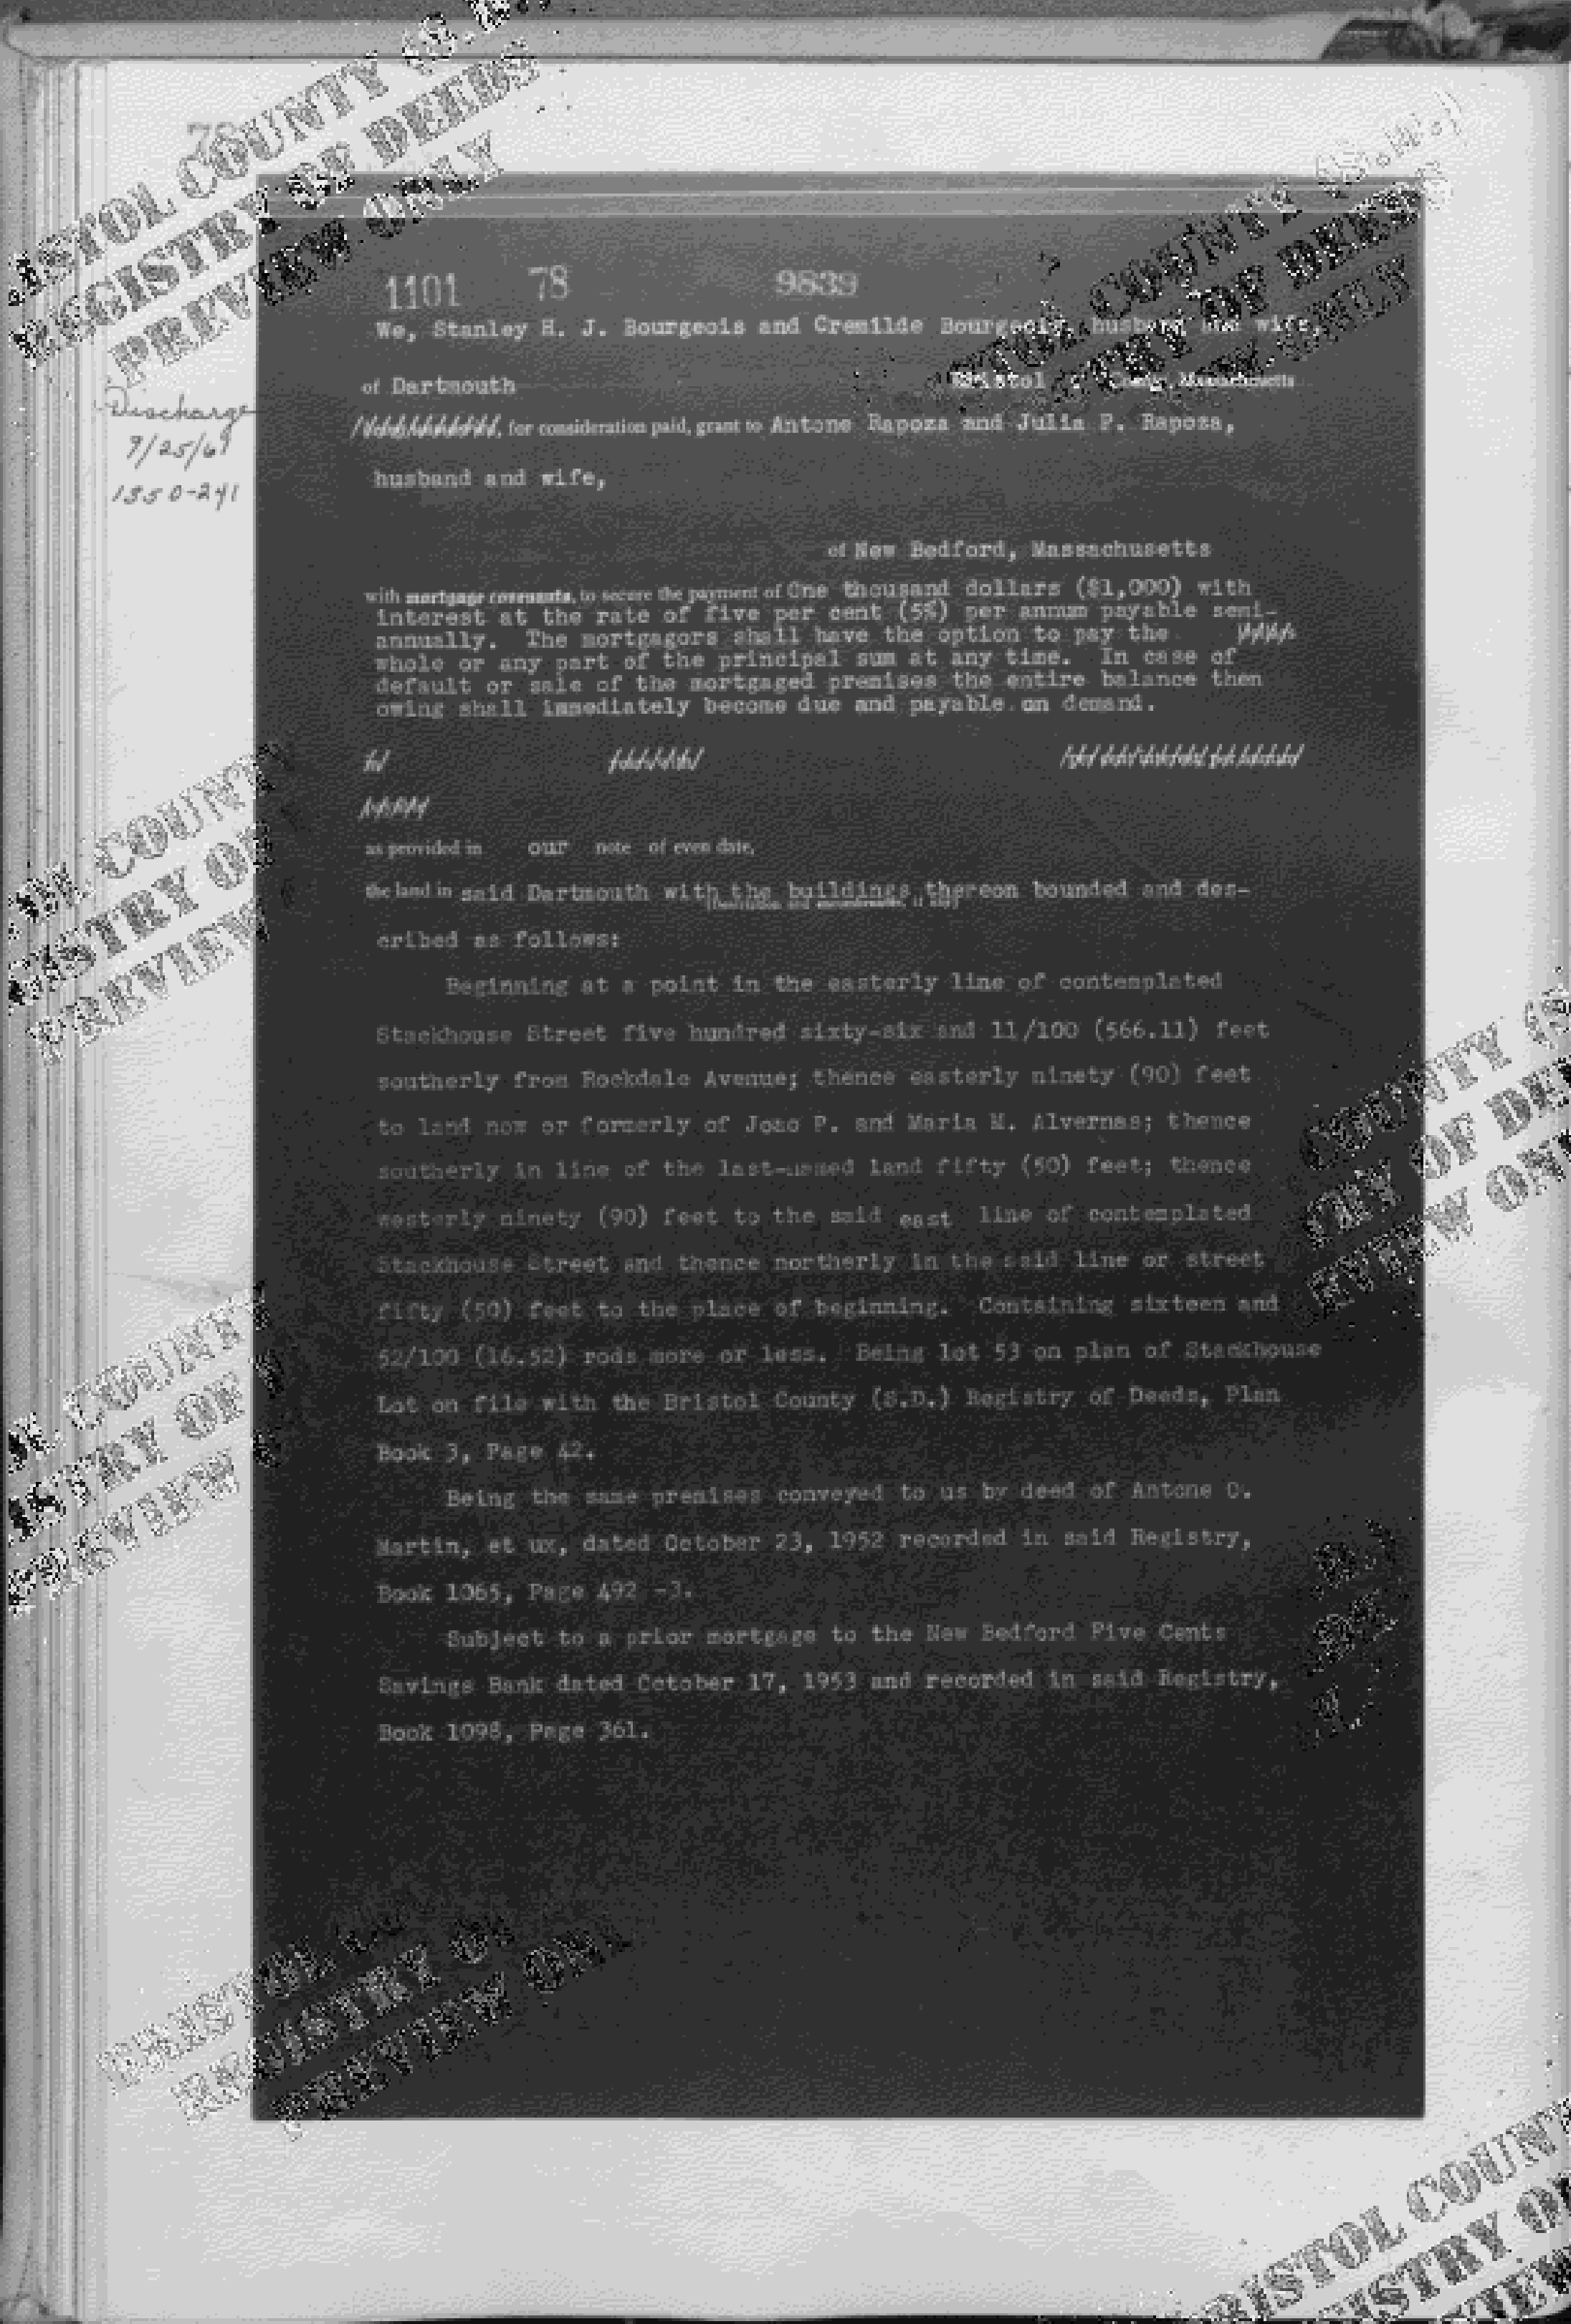 78
BRISTOL COUNTY (S.D.)
REGISTRY OF DEEDS
PREVIEW ONLY
1101 78 9839
We, Stanley H. J. Bourgeois and Cremilde Bourgeois, husband and wife,
of Dartmouth Bristol County, Massachusetts
for consideration paid, grant to Antone Rapoza and Julia P. Rapoza,
husband and wife,
Discharge
1550-241
of New Bedford, Massachusetts
with mortgage covenants, to secure the payment of One thousand dollars ($1,000) with
interest at the rate of five per cent (5%) per annum payable semi-
annually. The mortgagors shall have the option to pay the
whole or any part of the principal sum at any time. In case of
default or sale of the mortgaged premises the entire balance then
owing shall immediately become due and payable on demand.
as provided in our note of even date,
the land in said Dartmouth with the buildings thereon bounded and des-
cribed as follows:
Beginning at a point in the easterly line of contemplated
Stackhouse Street five hundred sixty-six and 11/100 (566.11) feet
southerly from Rockdale Avenue; thence easterly ninety (90) feet
to land now or formerly of Joao P. and Maria M. Alvernas; thence
southerly in line of the last-named land fifty (50) feet; thence
westerly ninety (90) feet to the said east line of contemplated
Stackhouse Street and thence northerly in the said line or street
fifty (50) feet to the place of beginning. Containing sixteen and
52/100 (16.52) rods more or less. Being lot 53 on plan of Stackhouse
Lot on file with the Bristol County (S.D.) Registry of Deeds, Plan
Book 3, Page 42.
Being the same premises conveyed to us by deed of Antone O.
Martin, et ux, dated October 23, 1952 recorded in said Registry,
Book 1065, Page 492 -3.
Subject to a prior mortgage to the New Bedford Five Cents
Savings Bank dated October 17, 1953 and recorded in said Registry,
Book 1098, Page 361.